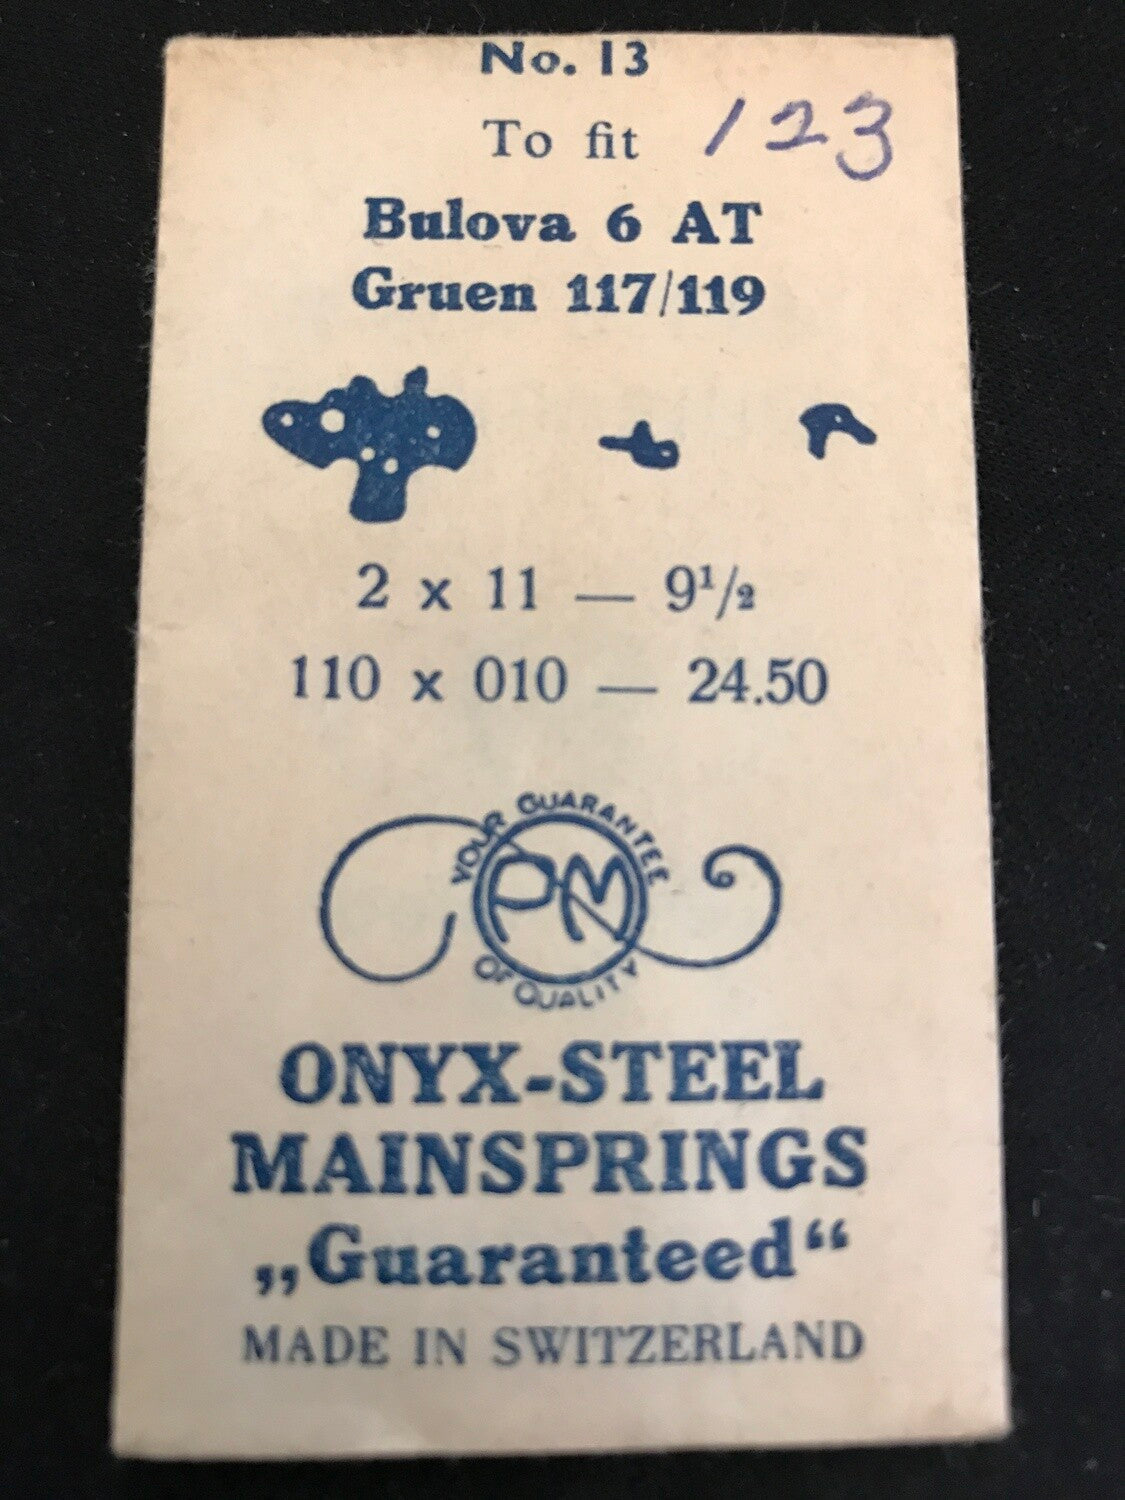 No. 13
To fit 123
Bulova 6 AT
Gruen 117/119
2 x 11 — 9¹/₂
110 x 010 — 24.50
YOUR GUARANTEE
PM
OF QUALITY
ONYX-STEEL
MAINSPRINGS
„Guaranteed“
MADE IN SWITZERLAND